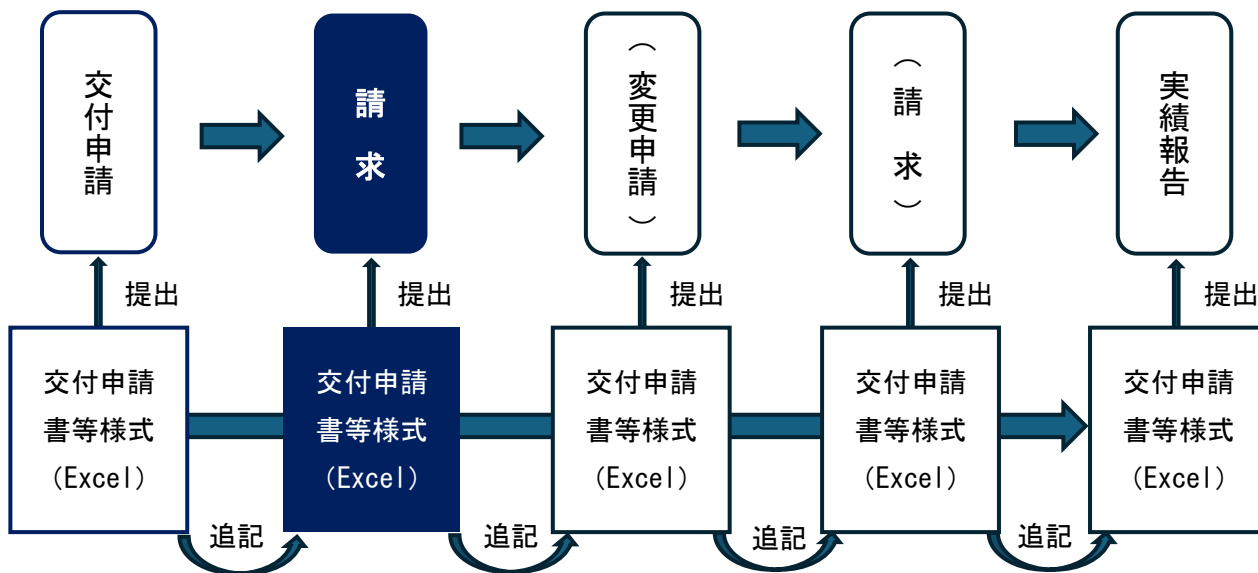 交付申請
請求
（変更申請）
（請求）
実績報告
提出
提出
提出
提出
提出
交付申請
書等様式
(Excel)
交付申請
書等様式
(Excel)
交付申請
書等様式
(Excel)
交付申請
書等様式
(Excel)
交付申請
書等様式
(Excel)
追記
追記
追記
追記